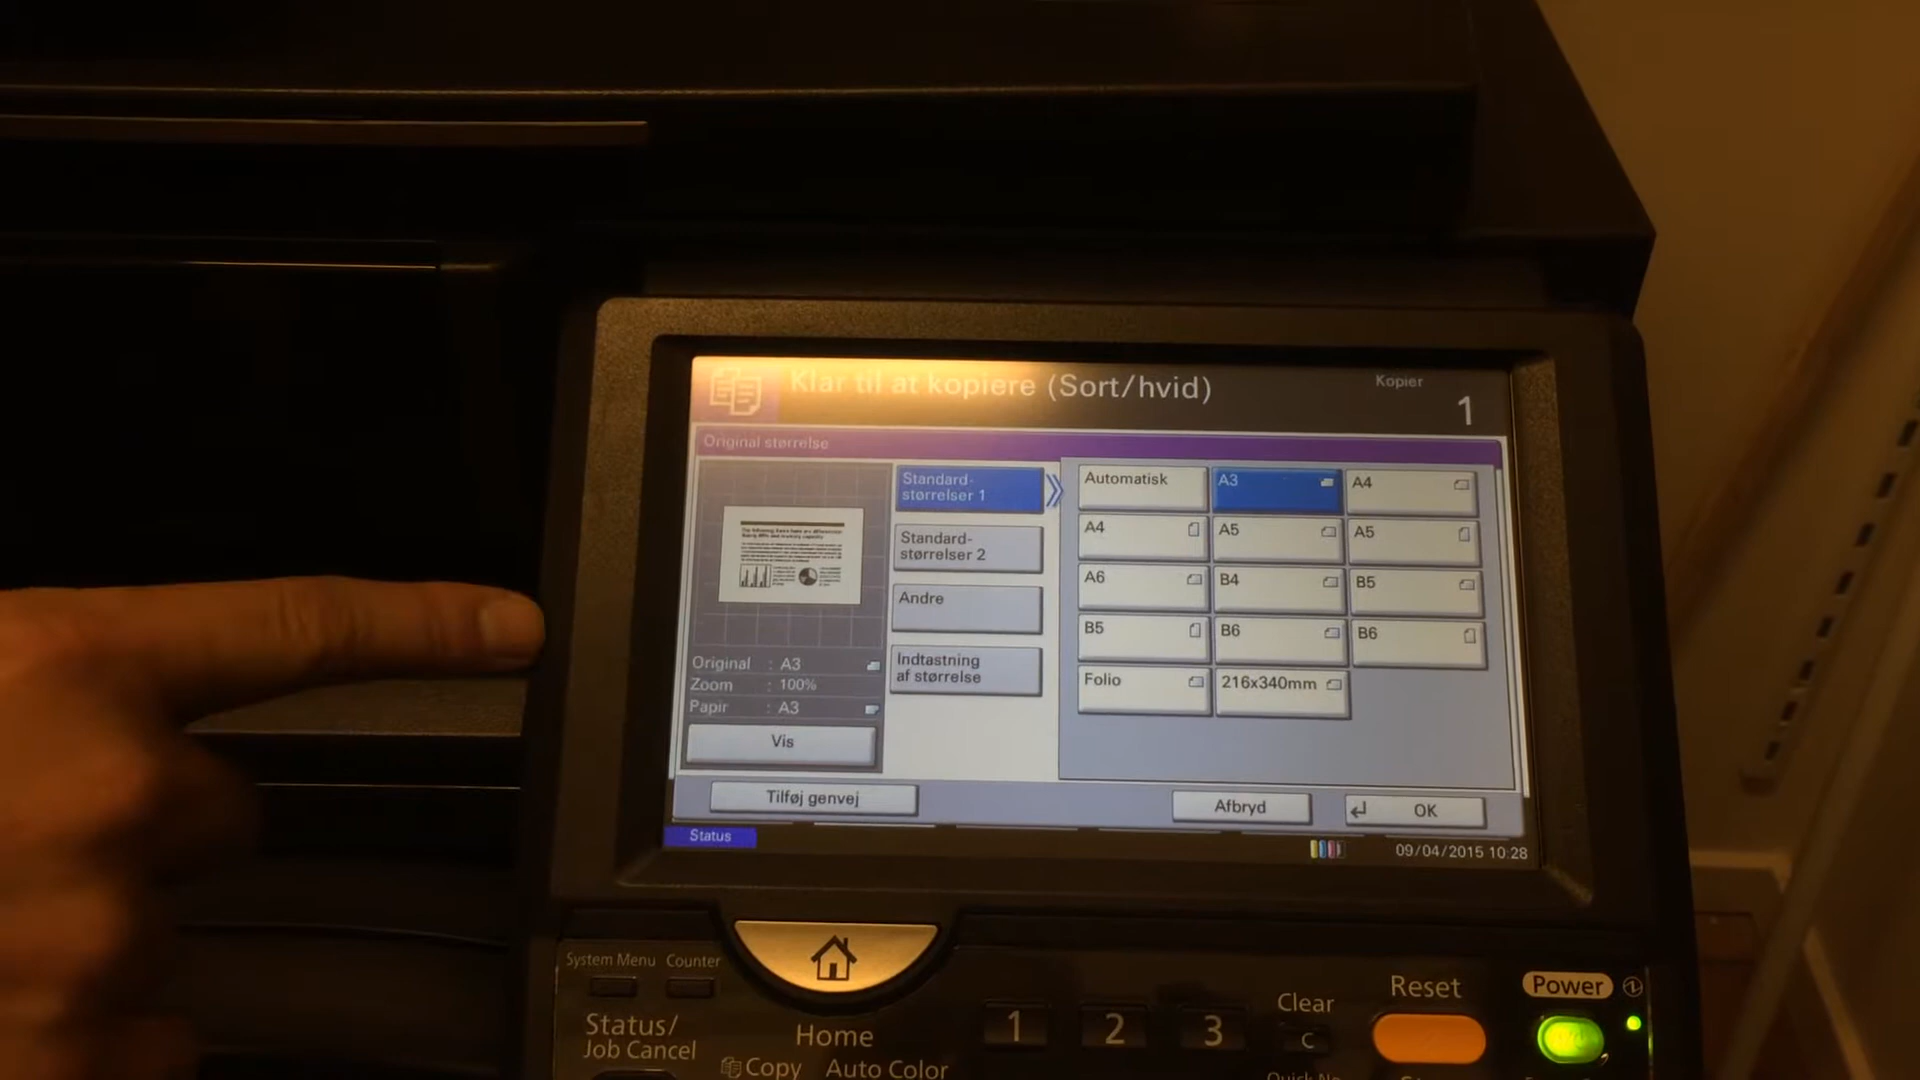 Klar til at kopiere (Sort/hvid)
Kopier
1
Original størrelse
Standard-
størrelser 1
Standard-
størrelser 2
Andre
Indtastning
af størrelse
Automatisk
A3
A4
A4
A5
A5
A6
B4
B5
B5
B6
B6
Folio
216x340mm
Original : A3
Zoom : 100%
Papir : A3
Vis
Tilføj genvej
Afbryd
OK
Status
09/04/2015 10:28
System Menu
Counter
Status/
Job Cancel
Home
Copy
Auto Color
1
2
3
Clear
C
Reset
Power